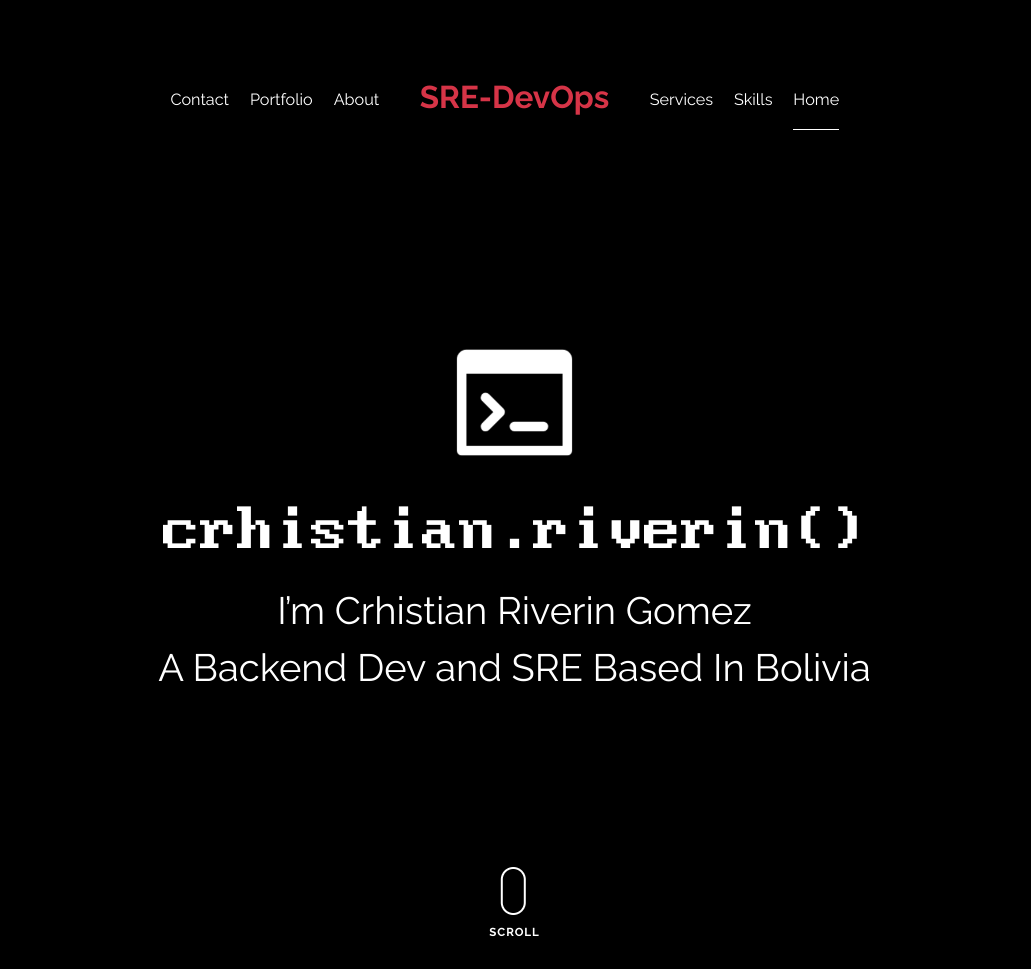 Contact Portfolio About SRE-DevOps Services Skills Home
>_
crhistian.riverin()
I’m Crhistian Riverin Gomez
A Backend Dev and SRE Based In Bolivia
SCROLL